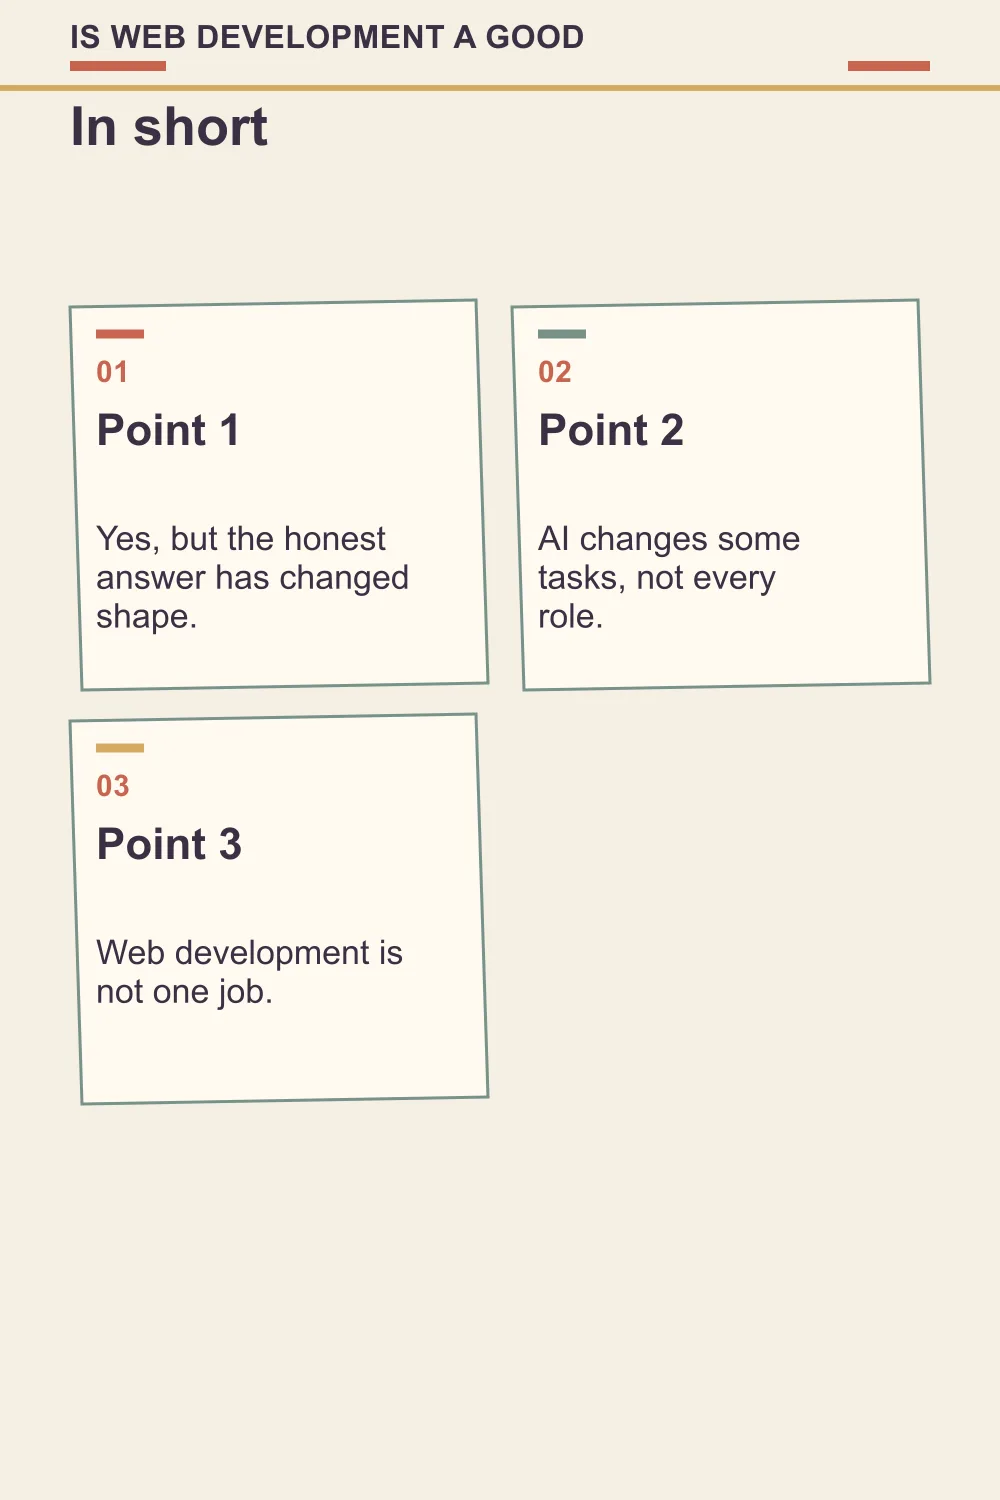 IS WEB DEVELOPMENT A GOOD
In short
01
Point 1
Yes, but the honest
answer has changed
shape.
02
Point 2
AI changes some
tasks, not every
role.
03
Point 3
Web development is
not one job.